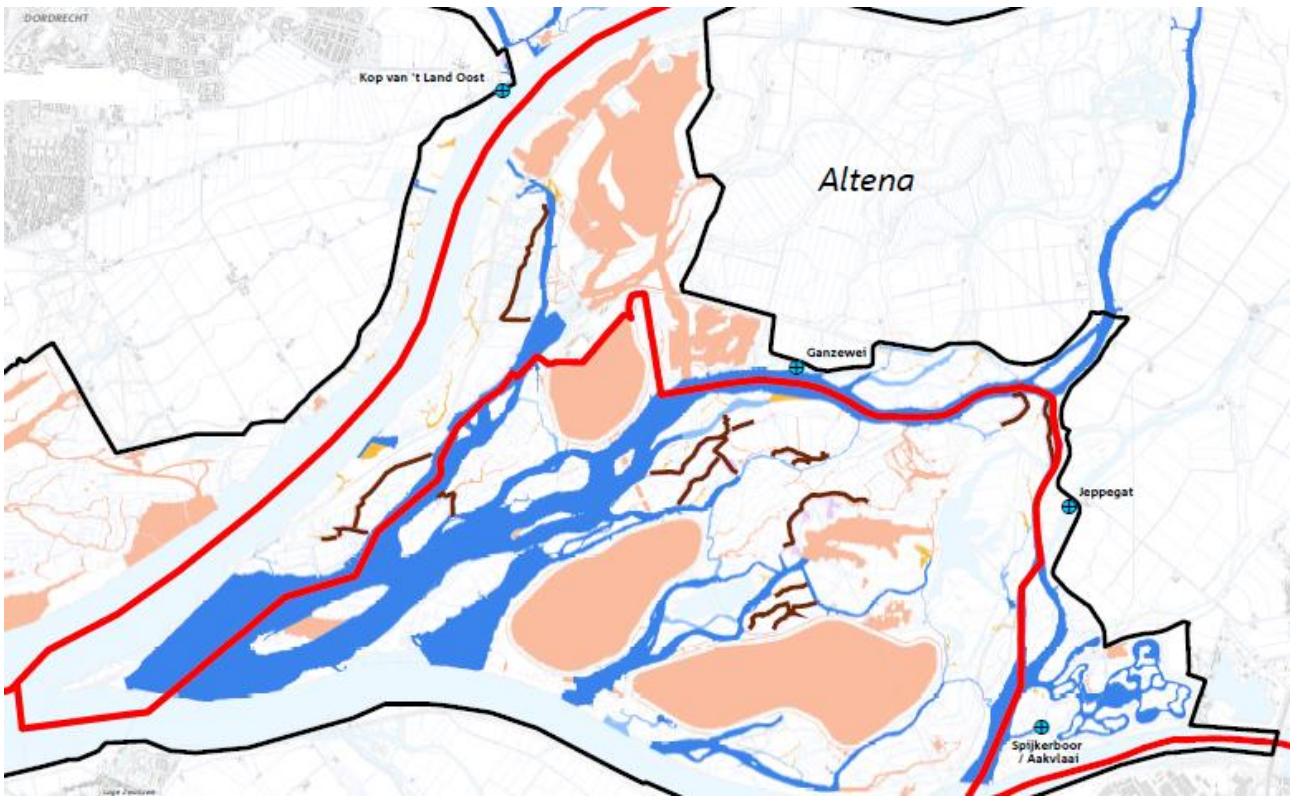 DORDRECHT
Kop van 't Land Oost
Altena
Ganzewei
Jeppegat
Spijkerboor
/ Aakvlaai